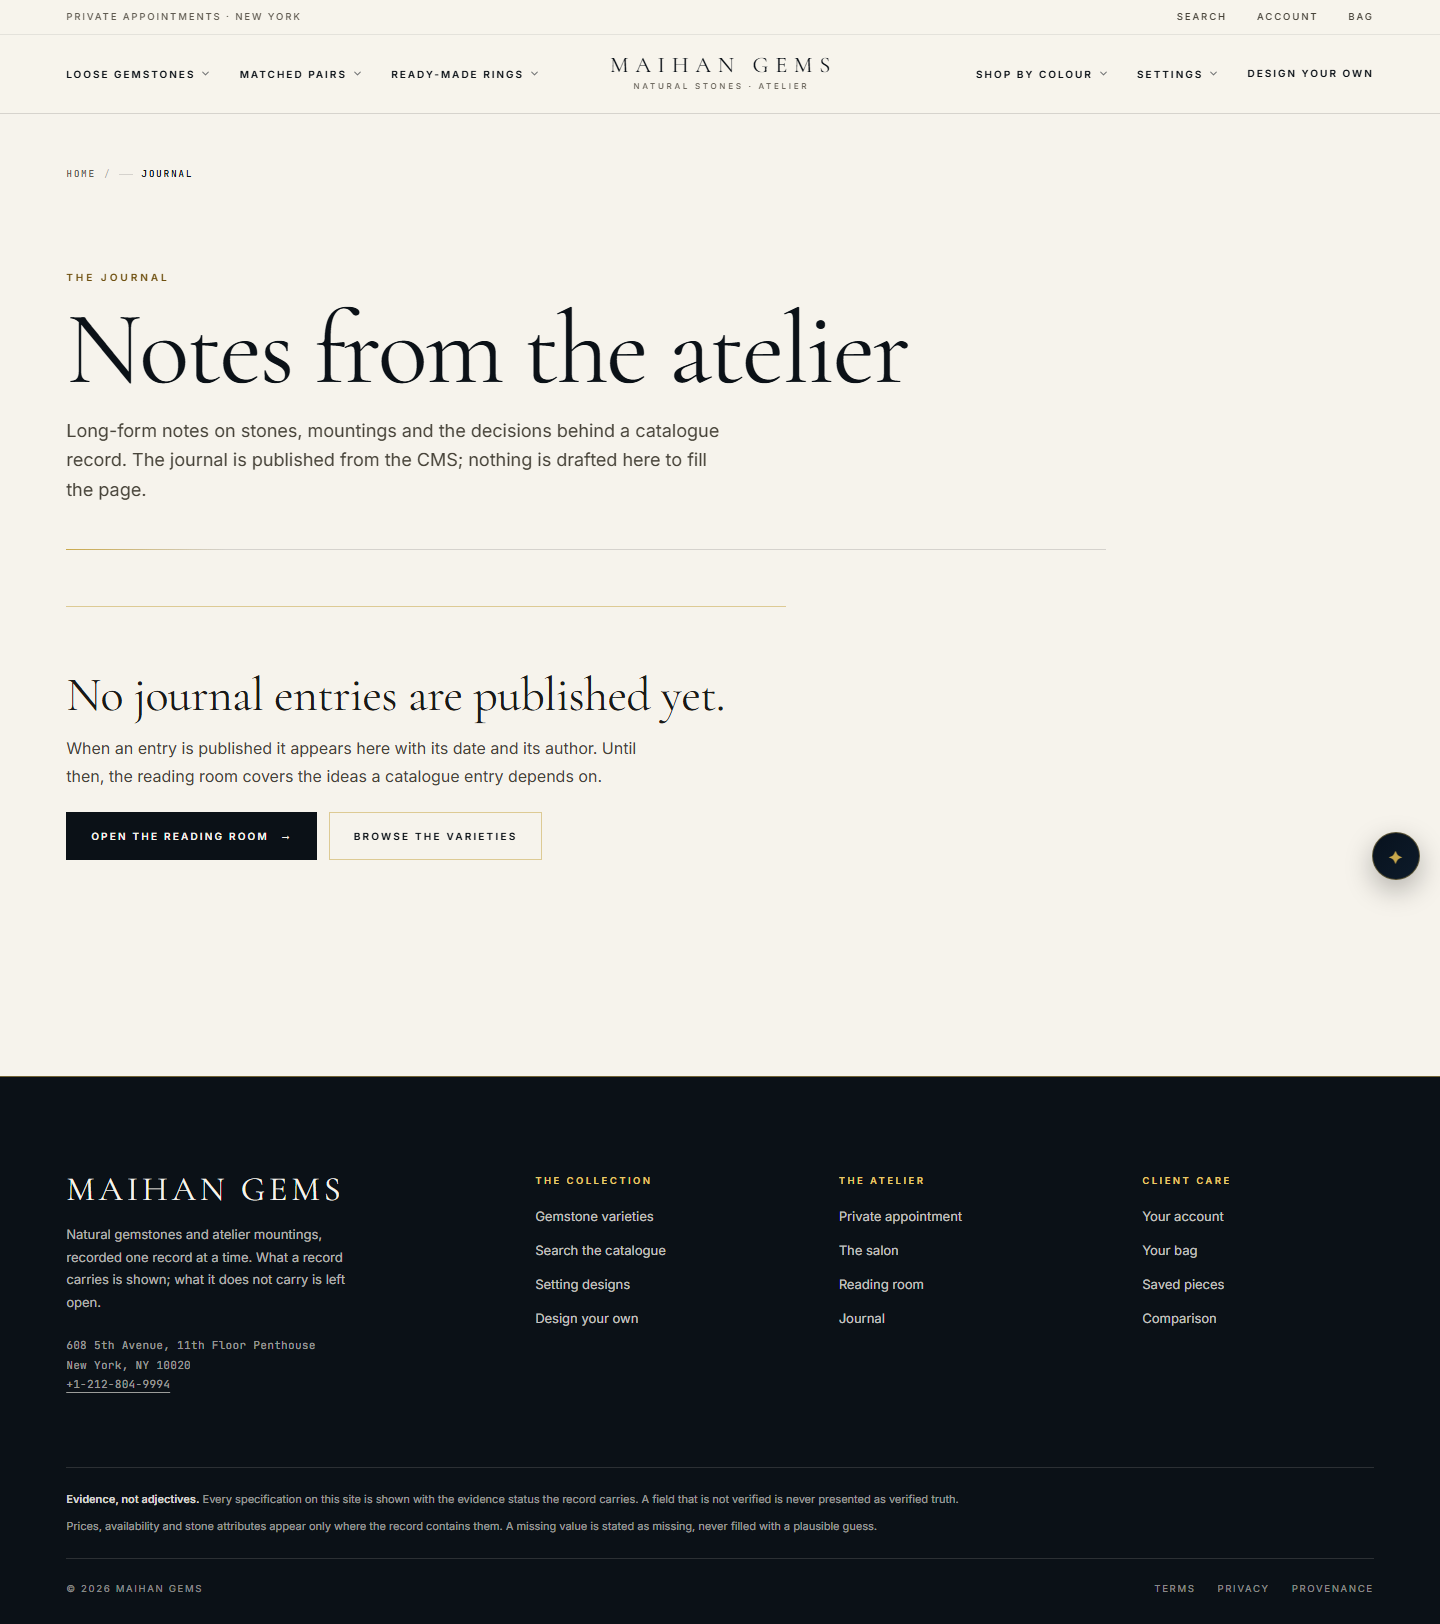 PRIVATE APPOINTMENTS · NEW YORK
SEARCH ACCOUNT BAG
LOOSE GEMSTONES MATCHED PAIRS READY-MADE RINGS
MAIHAN GEMS
NATURAL STONES · ATELIER
SHOP BY COLOUR SETTINGS DESIGN YOUR OWN
HOME / — JOURNAL
THE JOURNAL
Notes from the atelier
Long-form notes on stones, mountings and the decisions behind a catalogue
record. The journal is published from the CMS; nothing is drafted here to fill
the page.
No journal entries are published yet.
When an entry is published it appears here with its date and its author. Until
then, the reading room covers the ideas a catalogue entry depends on.
OPEN THE READING ROOM →
BROWSE THE VARIETIES
MAIHAN GEMS
Natural gemstones and atelier mountings,
recorded one record at a time. What a record
carries is shown; what it does not carry is left
open.
608 5th Avenue, 11th Floor Penthouse
New York, NY 10020
+1-212-804-9994
THE COLLECTION
Gemstone varieties
Search the catalogue
Setting designs
Design your own
THE ATELIER
Private appointment
The salon
Reading room
Journal
CLIENT CARE
Your account
Your bag
Saved pieces
Comparison
Evidence, not adjectives. Every specification on this site is shown with the evidence status the record carries. A field that is not verified is never presented as verified truth.
Prices, availability and stone attributes appear only where the record contains them. A missing value is stated as missing, never filled with a plausible guess.
© 2026 MAIHAN GEMS
TERMS PRIVACY PROVENANCE